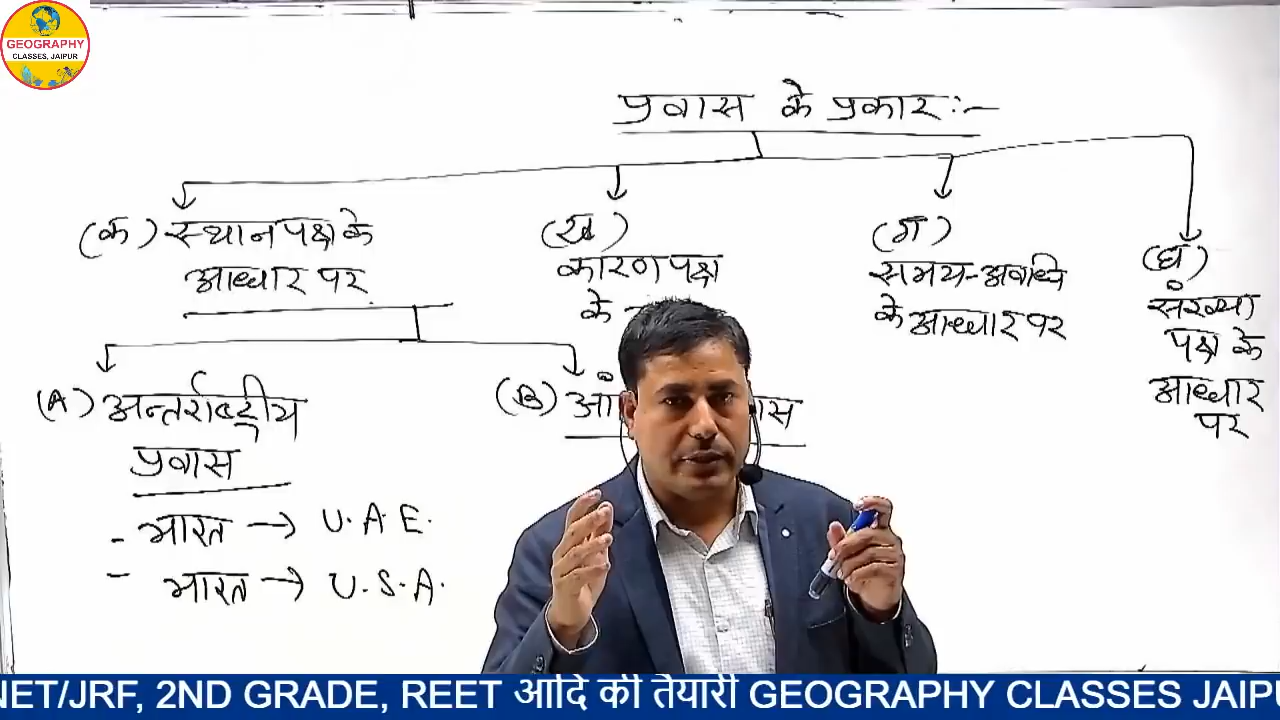 GEOGRAPHY
CLASSES, JAIPUR
प्रवास के प्रकार :-
(क) स्थान पक्ष के
आधार पर
(ख)
कारण पक्ष
के
(ग)
समय-अवधि
के आधार पर
(घ)
संख्या
पक्ष के
आधार
पर
(A) अन्तर्राष्ट्रीय
प्रवास
- भारत → U.A.E.
- भारत → U.S.A.
(B)
NET/JRF, 2ND GRADE, REET आदि की तैयारी GEOGRAPHY CLASSES JAIPU